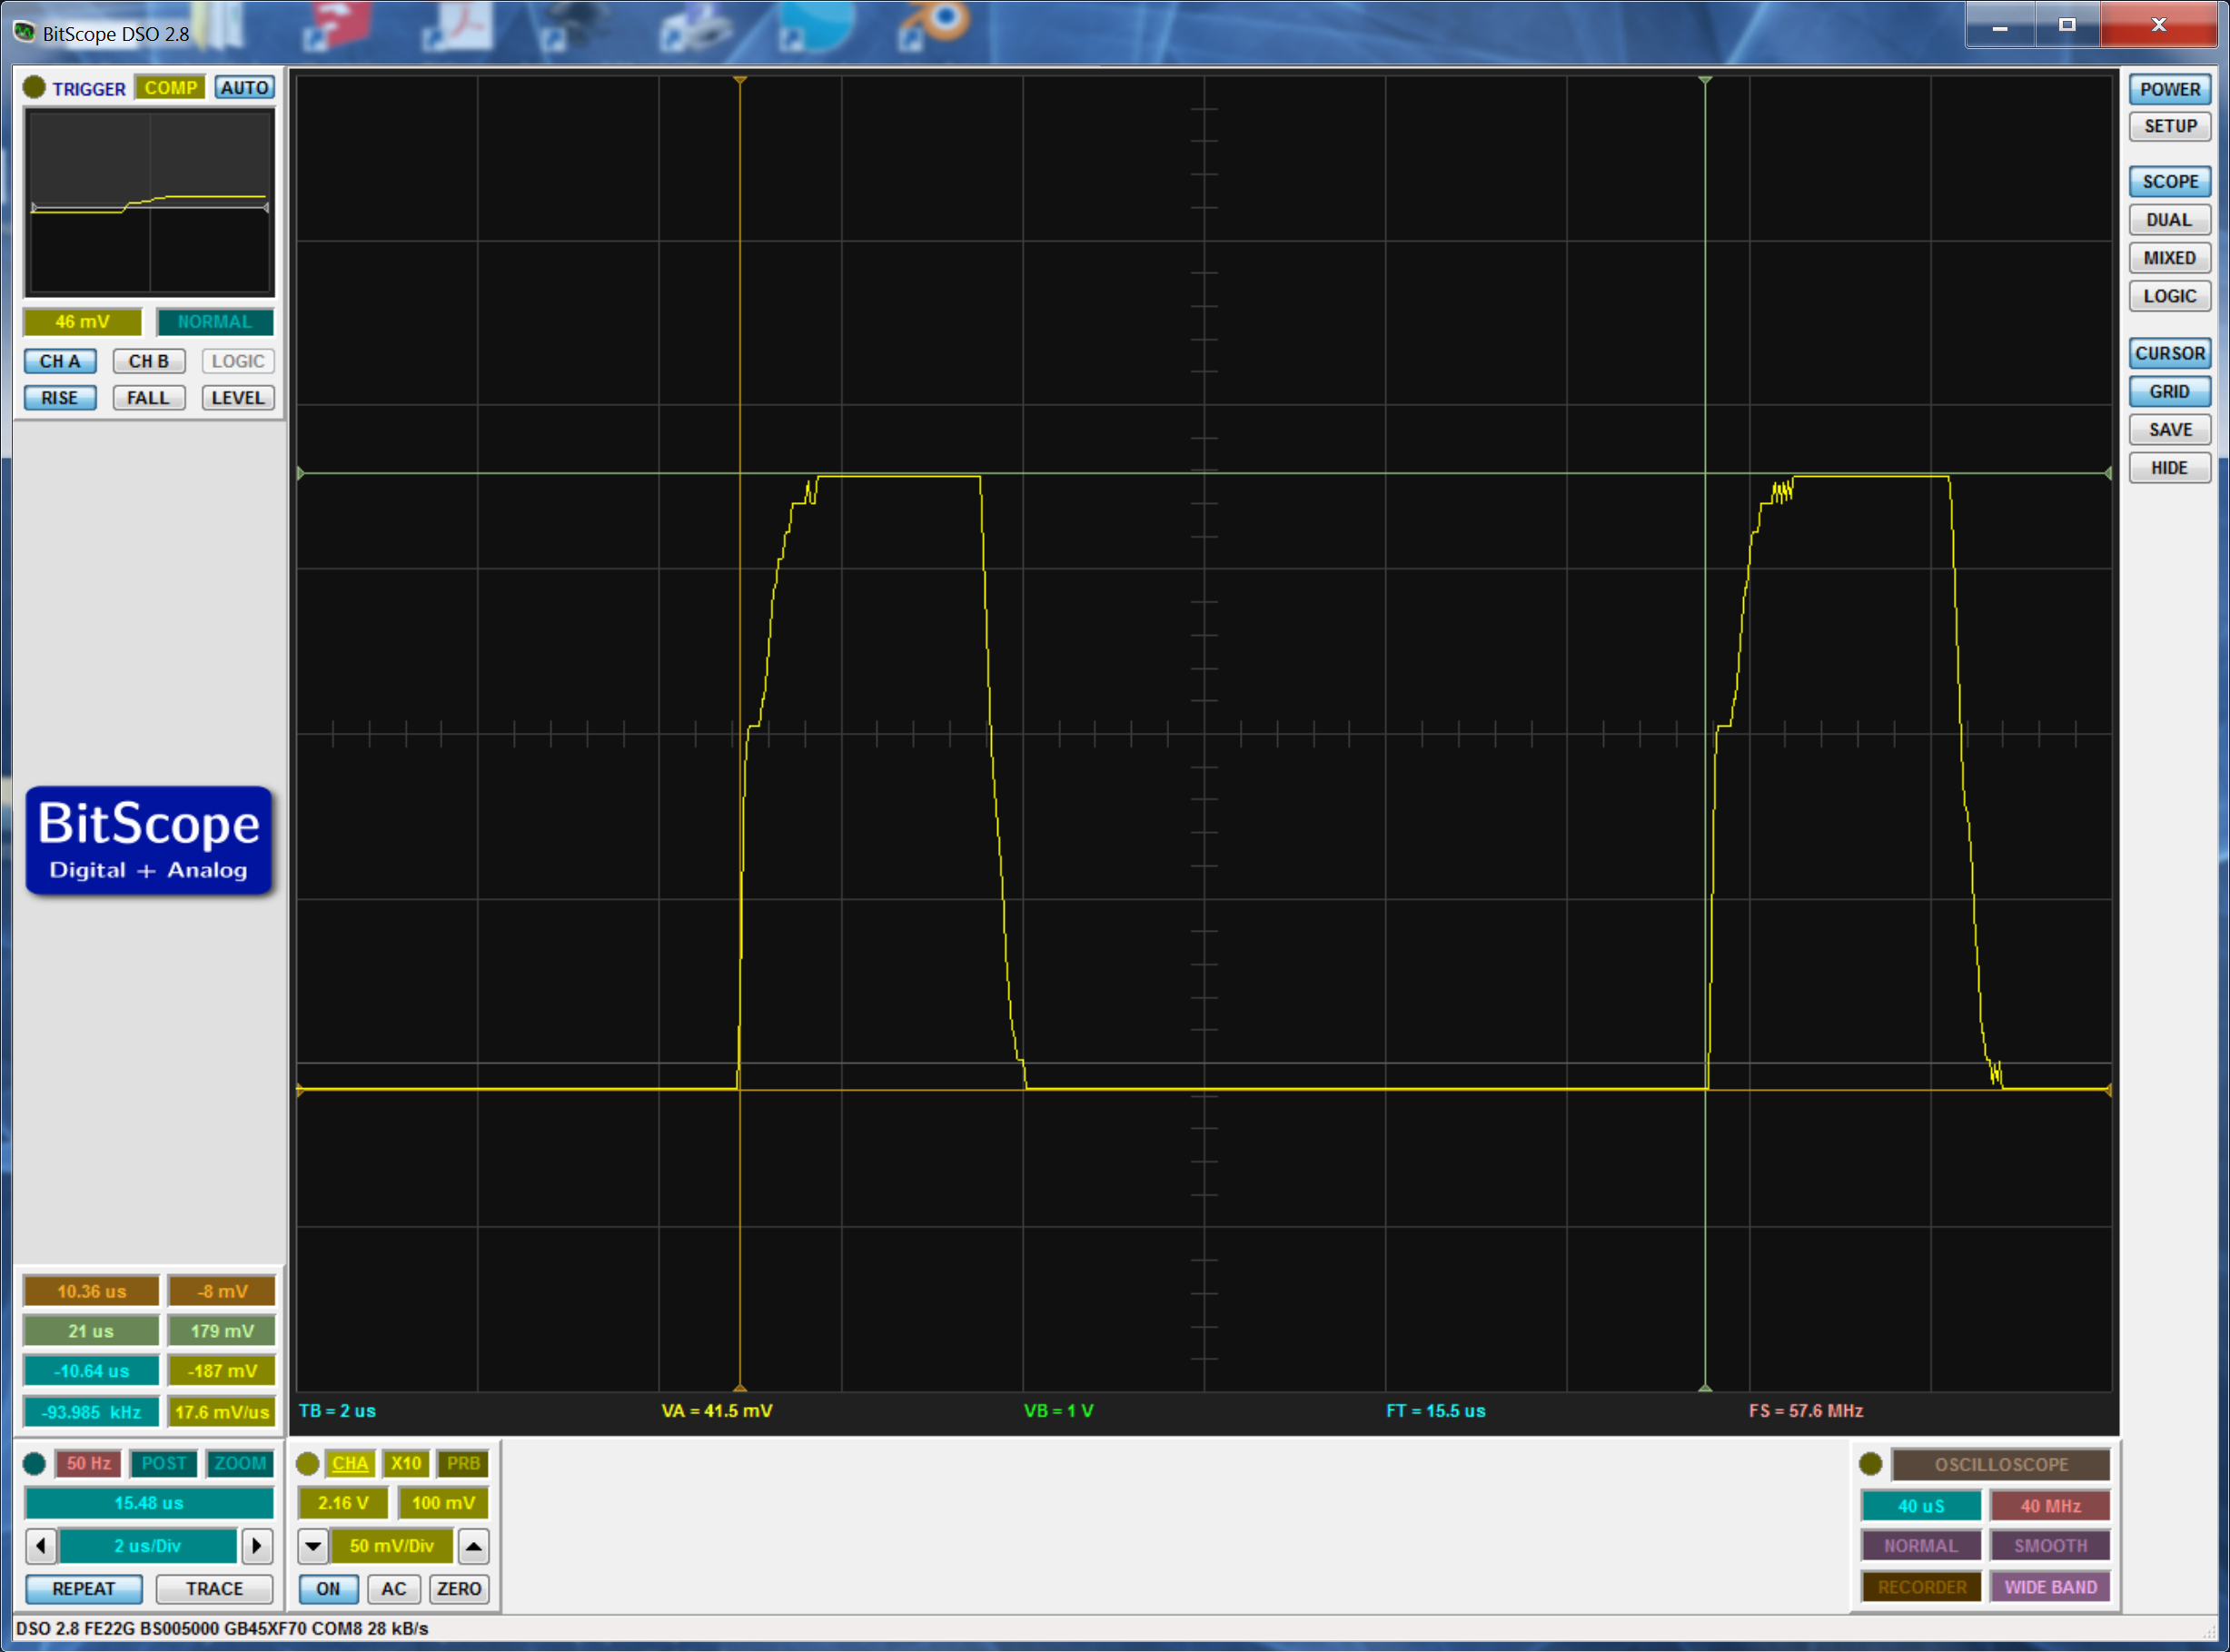 BitScope DSO 2.8
TRIGGER COMP AUTO
46 mV NORMAL
CH A CH B LOGIC
RISE FALL LEVEL
BitScope
Digital + Analog
10.36 us -8 mV
21 us 179 mV
-10.64 us -187 mV
-93.985 kHz 17.6 mV/us
TB = 2 us VA = 41.5 mV VB = 1 V FT = 15.5 us FS = 57.6 MHz
POWER
SETUP
SCOPE
DUAL
MIXED
LOGIC
CURSOR
GRID
SAVE
HIDE
50 Hz POST ZOOM
15.48 us
2 us/Div
REPEAT TRACE
CHA X10 PRB
2.16 V 100 mV
50 mV/Div
ON AC ZERO
OSCILLOSCOPE
40 uS 40 MHz
NORMAL SMOOTH
RECORDER WIDE BAND
DSO 2.8 FE22G BS005000 GB45XF70 COM8 28 kB/s